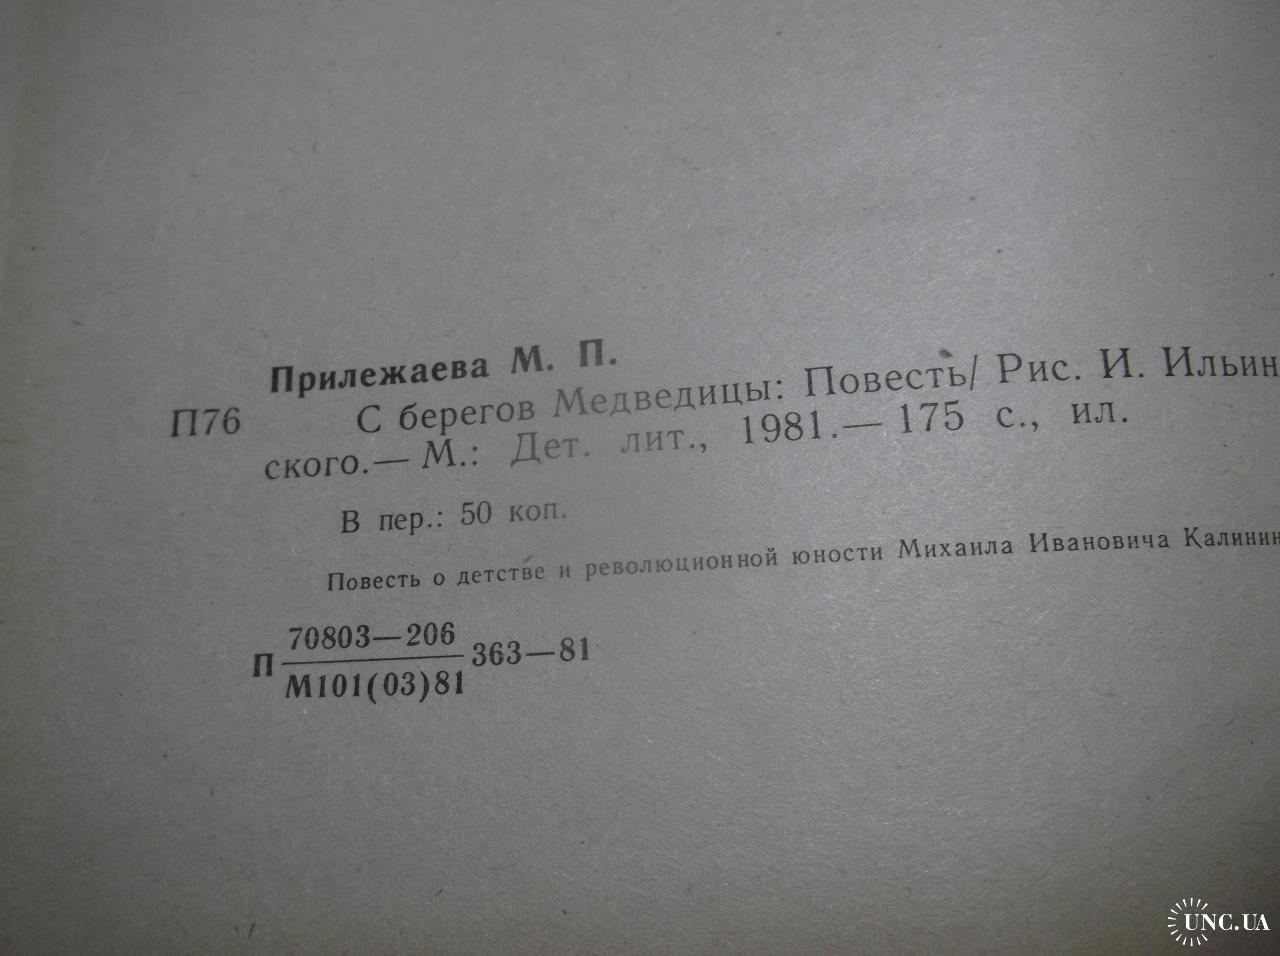 Прилежаева М. П.
П76 С берегов Медведицы: Повесть/ Рис. И. Ильин
ского.— М.: Дет. лит., 1981.— 175 с., ил.
В пер.: 50 коп.
Повесть о детстве и революционной юности Михаила Ивановича Калинин
П 70803—206 363—81
М101(03)81
UNC.UA